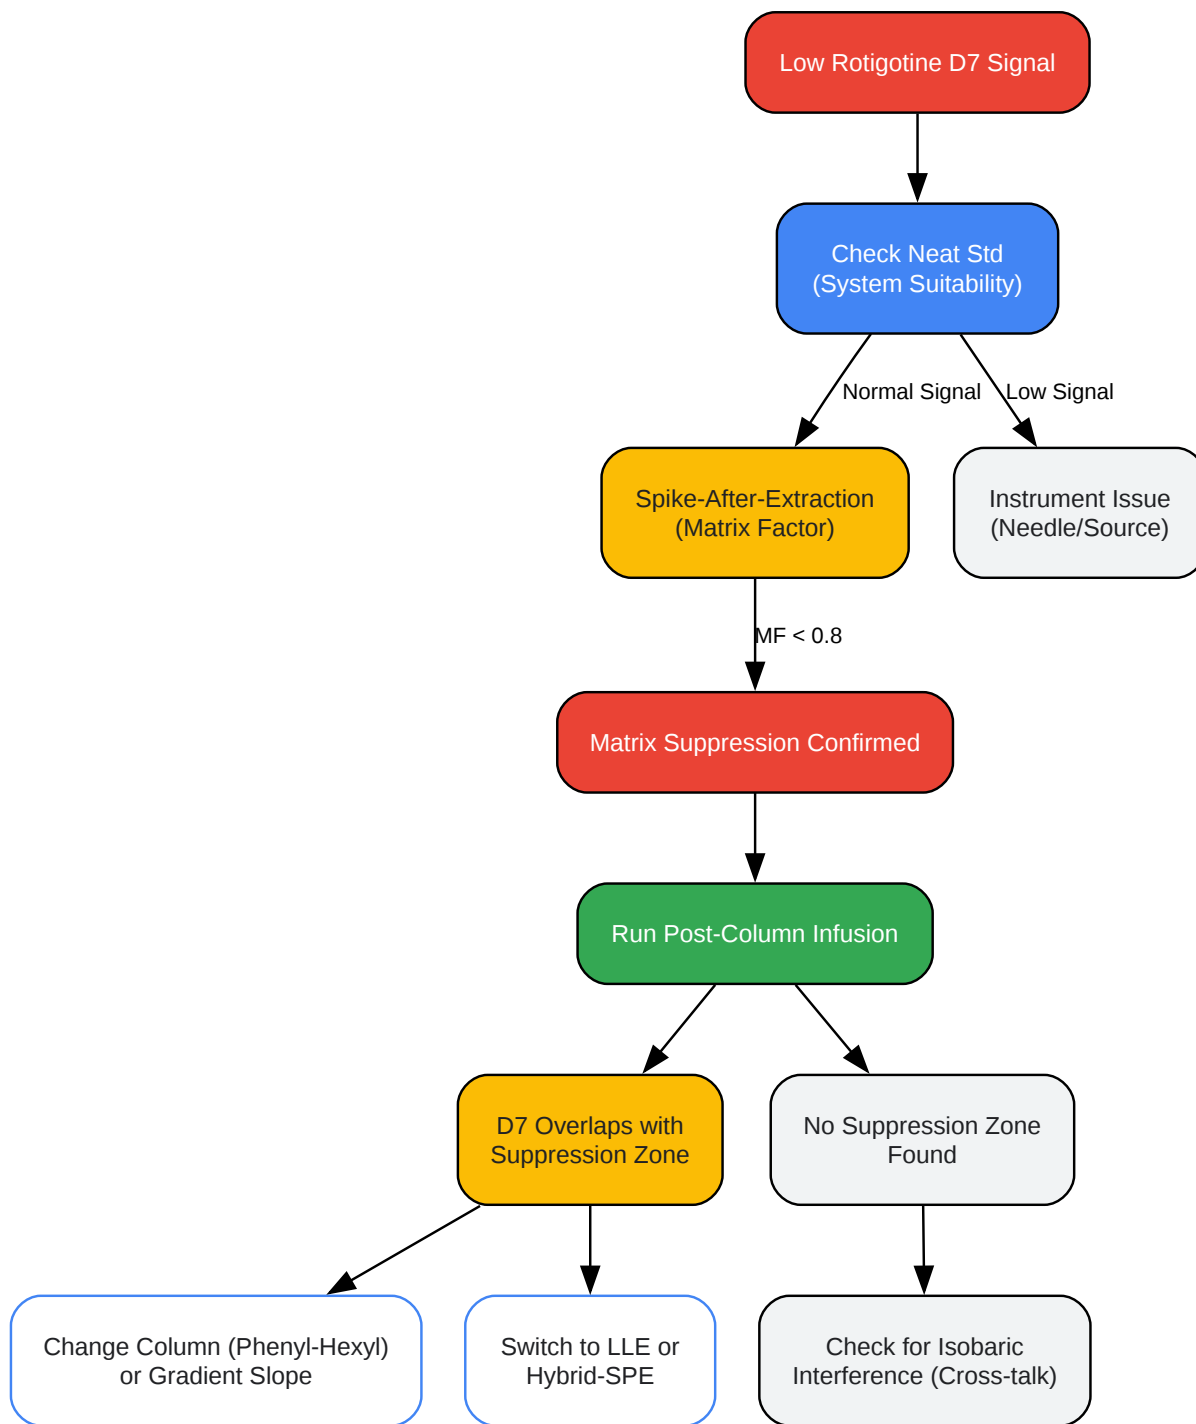 Low Rotigotine D7 Signal
Check Neat Std
(System Suitability)
Normal Signal
Low Signal
Spike-After-Extraction
(Matrix Factor)
Instrument Issue
(Needle/Source)
MF < 0.8
Matrix Suppression Confirmed
Run Post-Column Infusion
D7 Overlaps with
Suppression Zone
No Suppression Zone
Found
Change Column (Phenyl-Hexyl)
or Gradient Slope
Switch to LLE or
Hybrid-SPE
Check for Isobaric
Interference (Cross-talk)